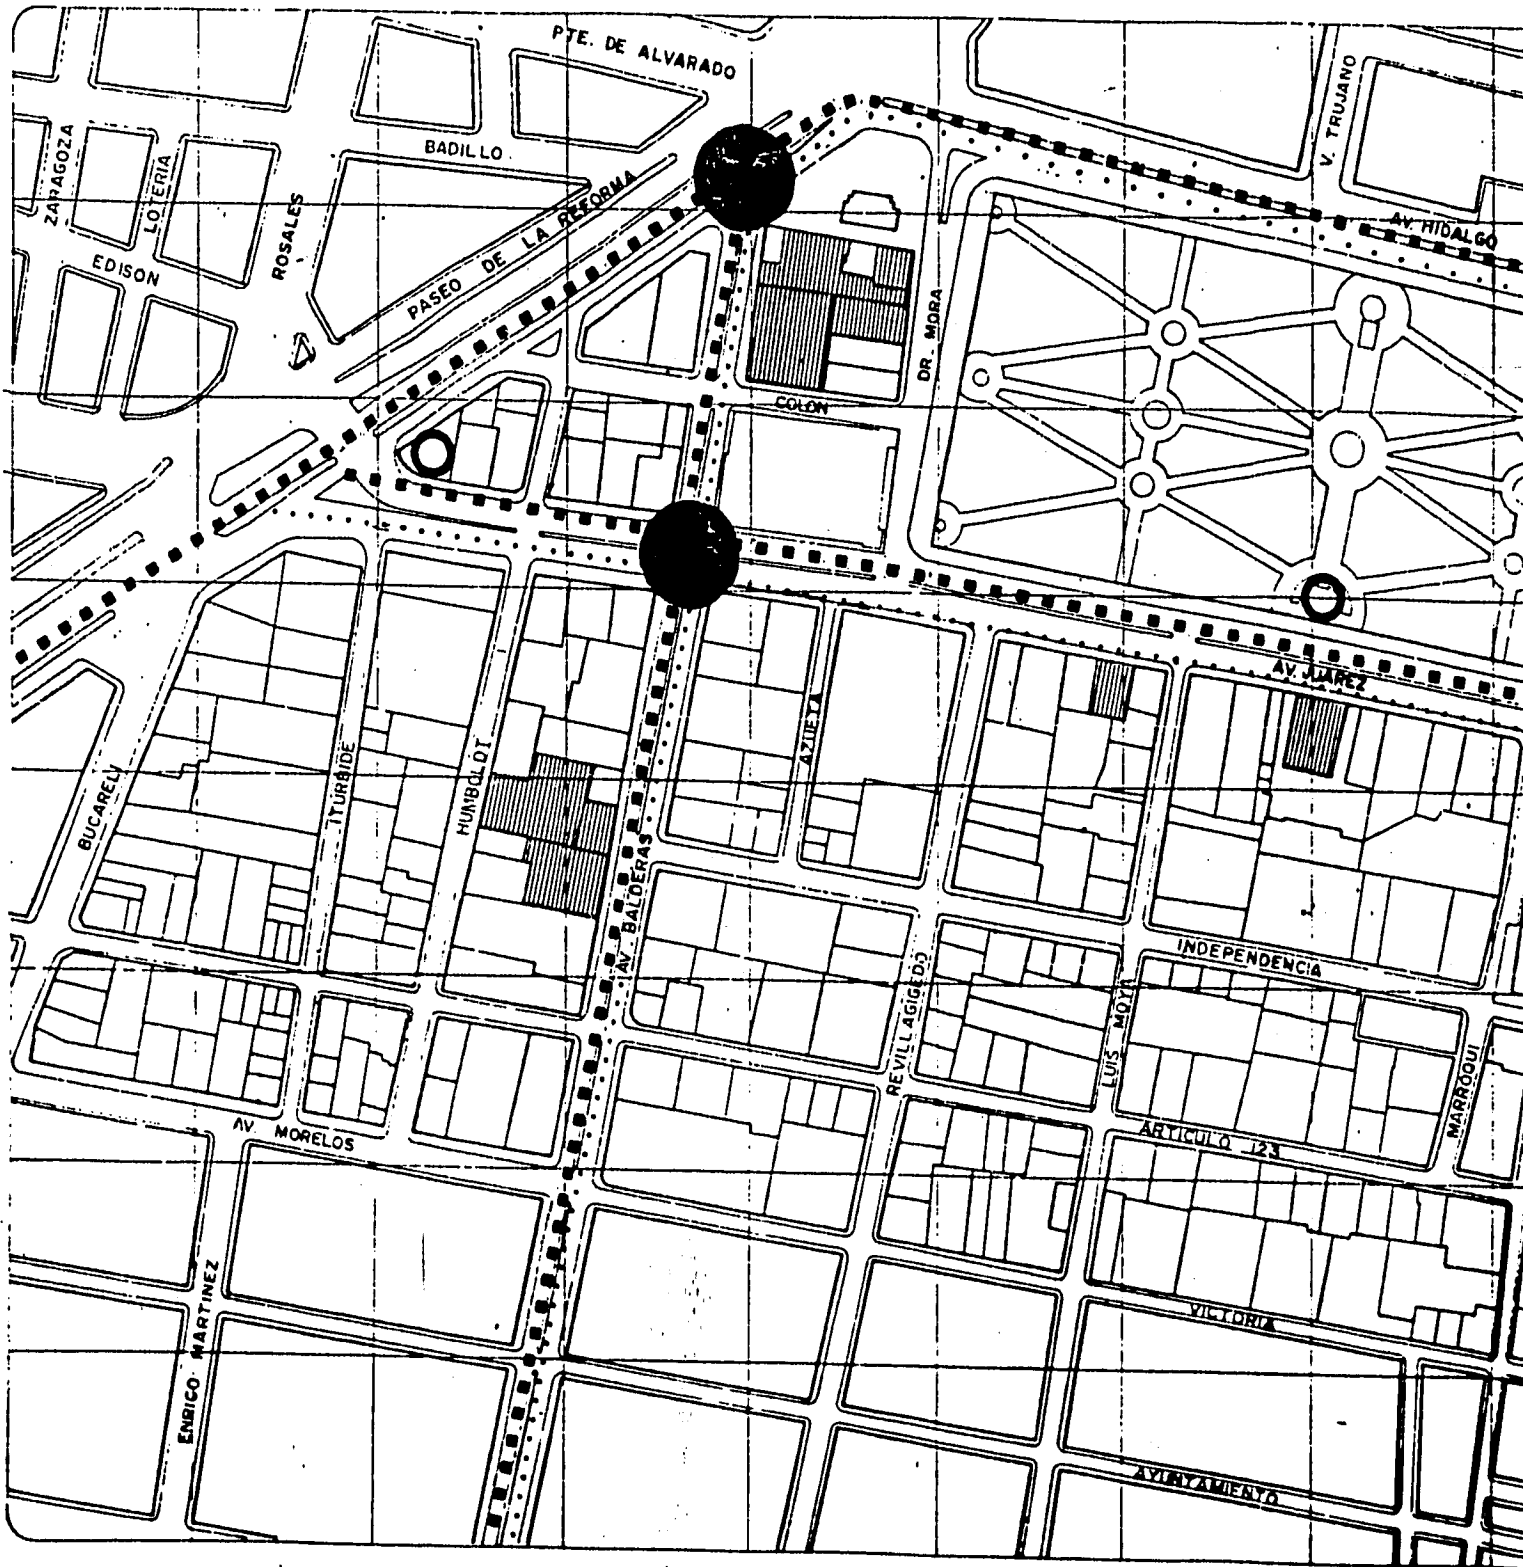 PTE. DE ALVARADO
V. TRUJANO
BADILLO
ZARAGOZA
LOTERIA
ROSALES
PASEO DE LA REFORMA
AV. HIDALGO
EDISON
DR. MORA
COLON
AV. JUAREZ
AZUETA
BUCARELI
ITURBIDE
HUMBOLDT
AV. BALDERAS
INDEPENDENCIA
REVILLAGIGEDO
LUIS MOYA
MARROQUI
AV. MORELOS
ARTICULO 123
VICTORIA
ENRICO MARTINEZ
AYUNTAMIENTO